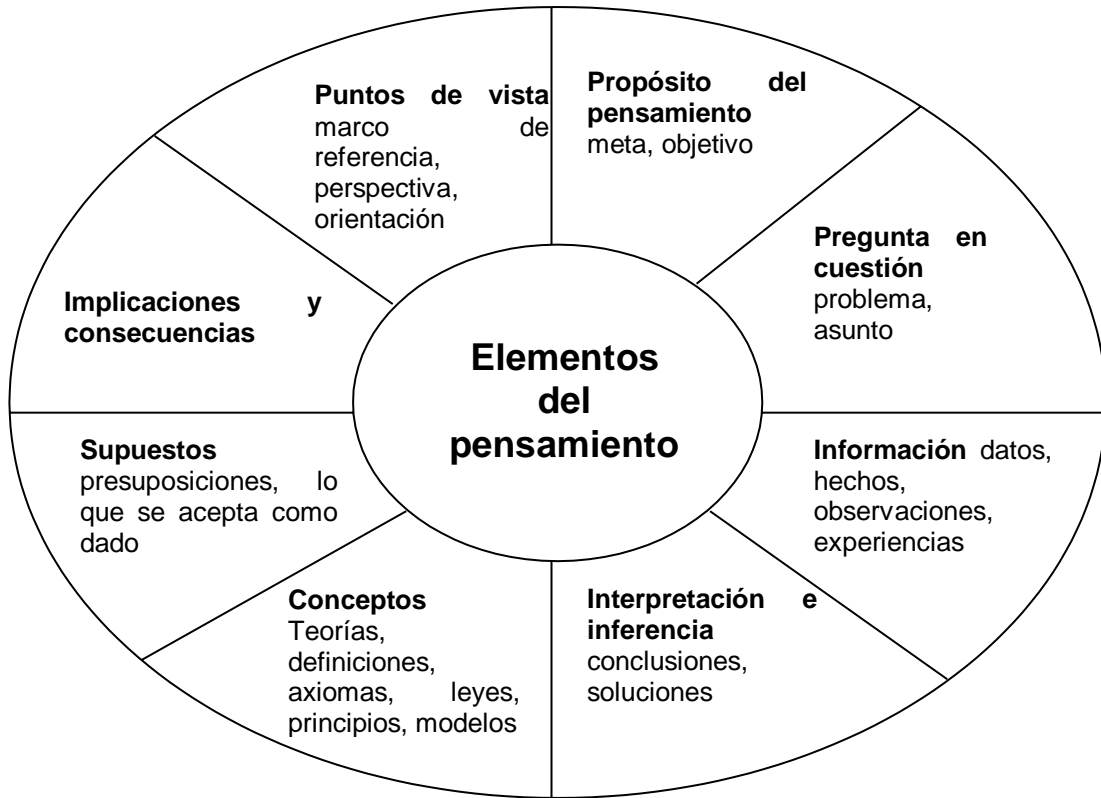 Puntos de vista
marco de
referencia,
perspectiva,
orientación
Propósito del
pensamiento
meta, objetivo
Pregunta en
cuestión
problema,
asunto
Implicaciones y
consecuencias
Elementos
del
pensamiento
Supuestos
presuposiciones, lo
que se acepta como
dado
Información datos,
hechos,
observaciones,
experiencias
Conceptos
Teorías,
definiciones,
axiomas, leyes,
principios, modelos
Interpretación e
inferencia
conclusiones,
soluciones